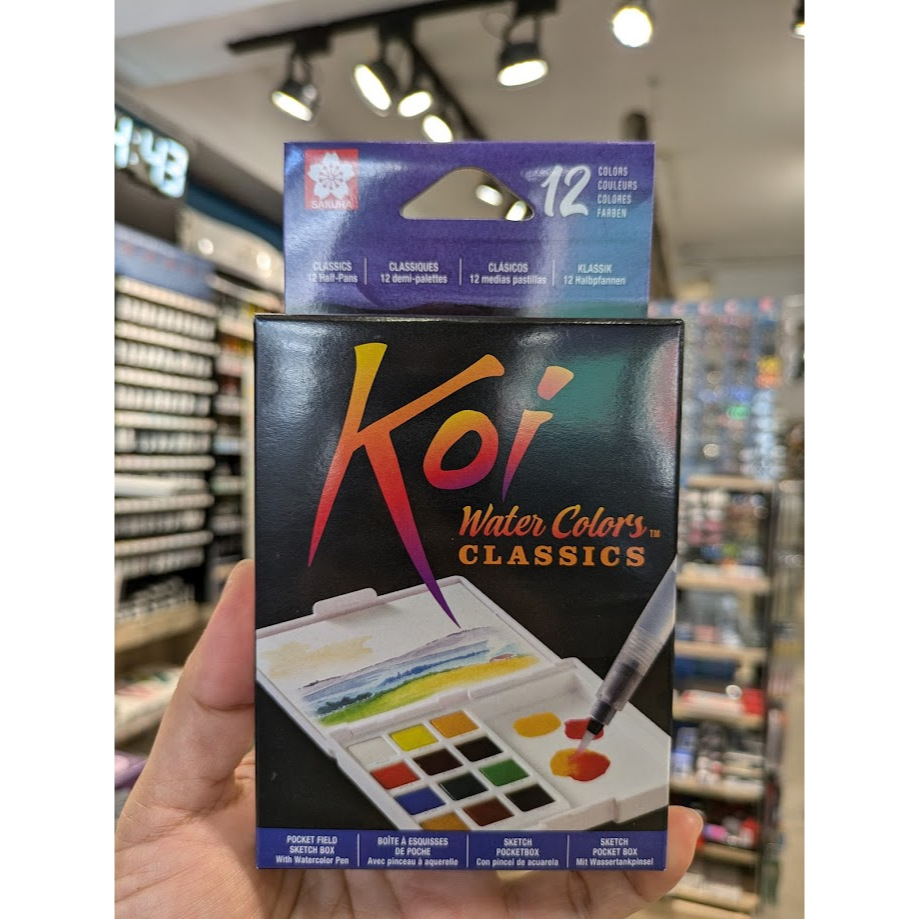 4:43
SAKURA
12
COLORS
COULEURS
COLORES
FARBEN
CLASSICS
12 Half-Pans
CLASSIQUES
12 demi-palettes
CLÁSICOS
12 medias pastillas
KLASSIK
12 Halbpfannen
Koi
Water Colors™
CLASSICS
POCKET FIELD
SKETCH BOX
With Watercolor Pen
BOÎTE À ESQUISSES
DE POCHE
Avec pinceau à aquarelle
SKETCH
POCKETBOX
Con pincel de acuarela
SKETCH
POCKET BOX
Mit Wassertankpinsel